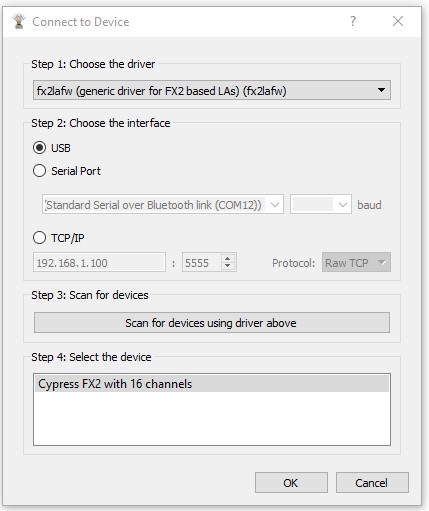 Connect to Device
Step 1: Choose the driver
fx2lafw (generic driver for FX2 based LAs) (fx2lafw)
Step 2: Choose the interface
USB
Serial Port
Standard Serial over Bluetooth link (COM12)) baud
TCP/IP
192.168.1.100 : 5555 Protocol: Raw TCP
Step 3: Scan for devices
Scan for devices using driver above
Step 4: Select the device
Cypress FX2 with 16 channels
OK Cancel